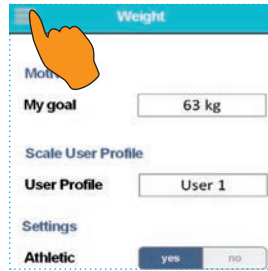 Weight
My goal
63 kg
Scale User Profile
User Profile
User 1
Settings
Athletic
yes
no